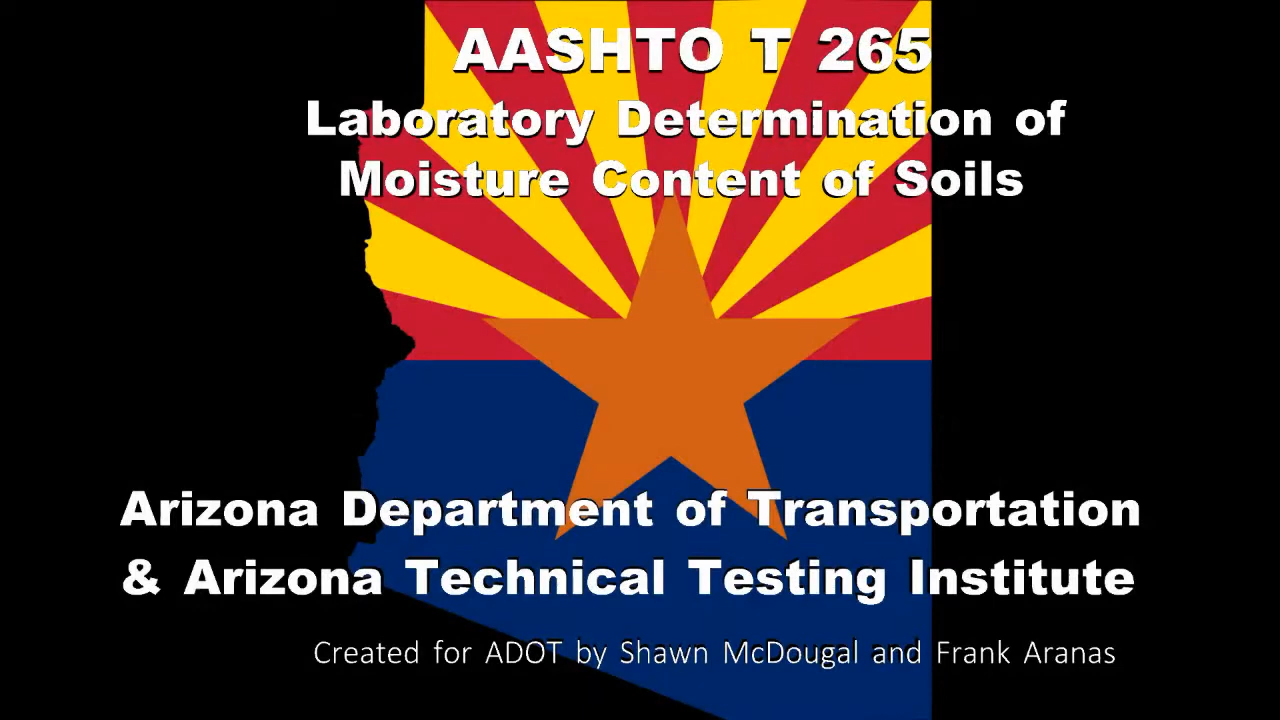 AASHTO T 265
Laboratory Determination of
Moisture Content of Soils
Arizona Department of Transportation
& Arizona Technical Testing Institute
Created for ADOT by Shawn McDougal and Frank Aranas